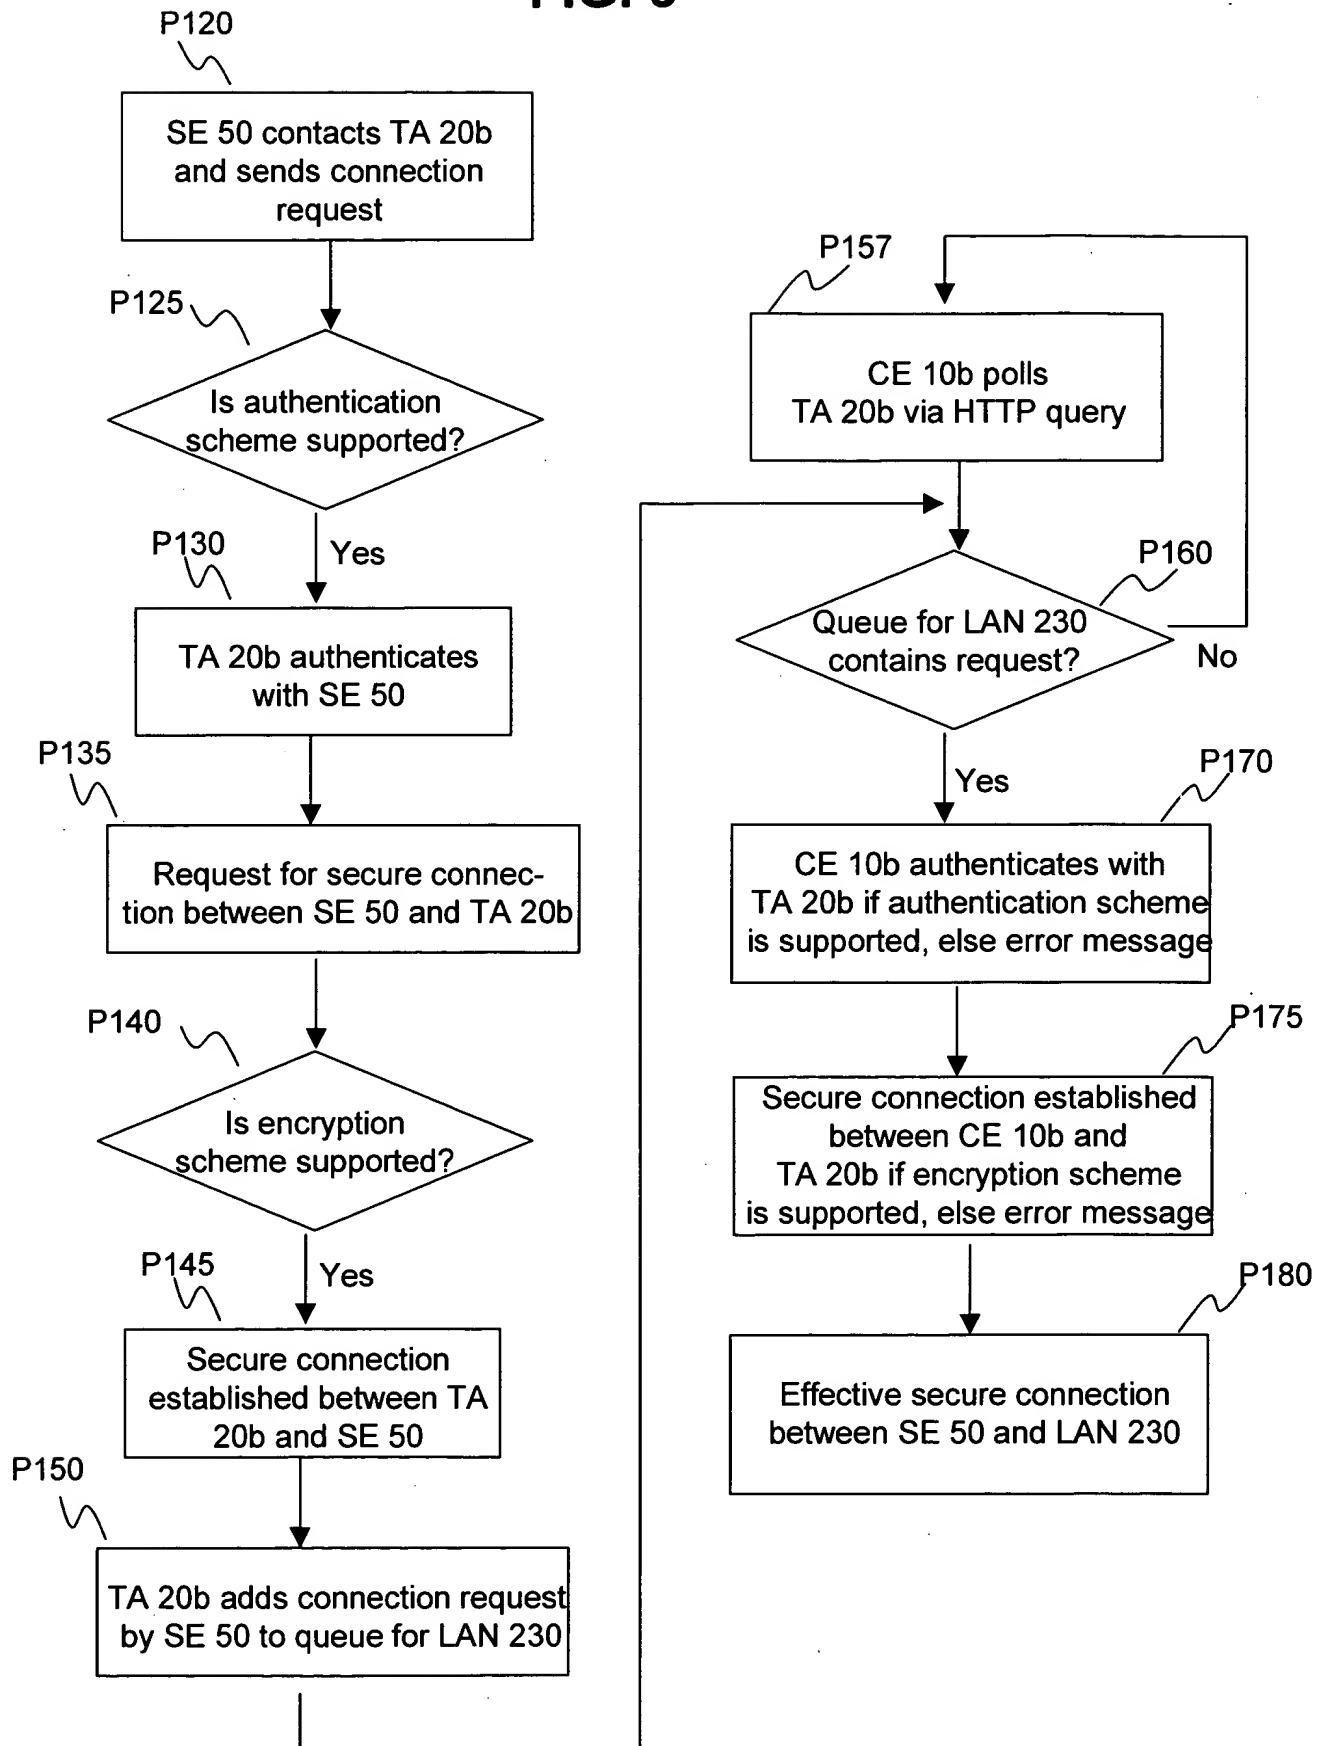 P120
SE 50 contacts TA 20b
and sends connection
request
P125
Is authentication
scheme supported?
Yes
P130
TA 20b authenticates
with SE 50
P135
Request for secure connec-
tion between SE 50 and TA 20b
P140
Is encryption
scheme supported?
Yes
P145
Secure connection
established between TA
20b and SE 50
P150
TA 20b adds connection request
by SE 50 to queue for LAN 230
P157
CE 10b polls
TA 20b via HTTP query
P160
Queue for LAN 230
contains request?
No
Yes
P170
CE 10b authenticates with
TA 20b if authentication scheme
is supported, else error message
P175
Secure connection established
between CE 10b and
TA 20b if encryption scheme
is supported, else error message
P180
Effective secure connection
between SE 50 and LAN 230